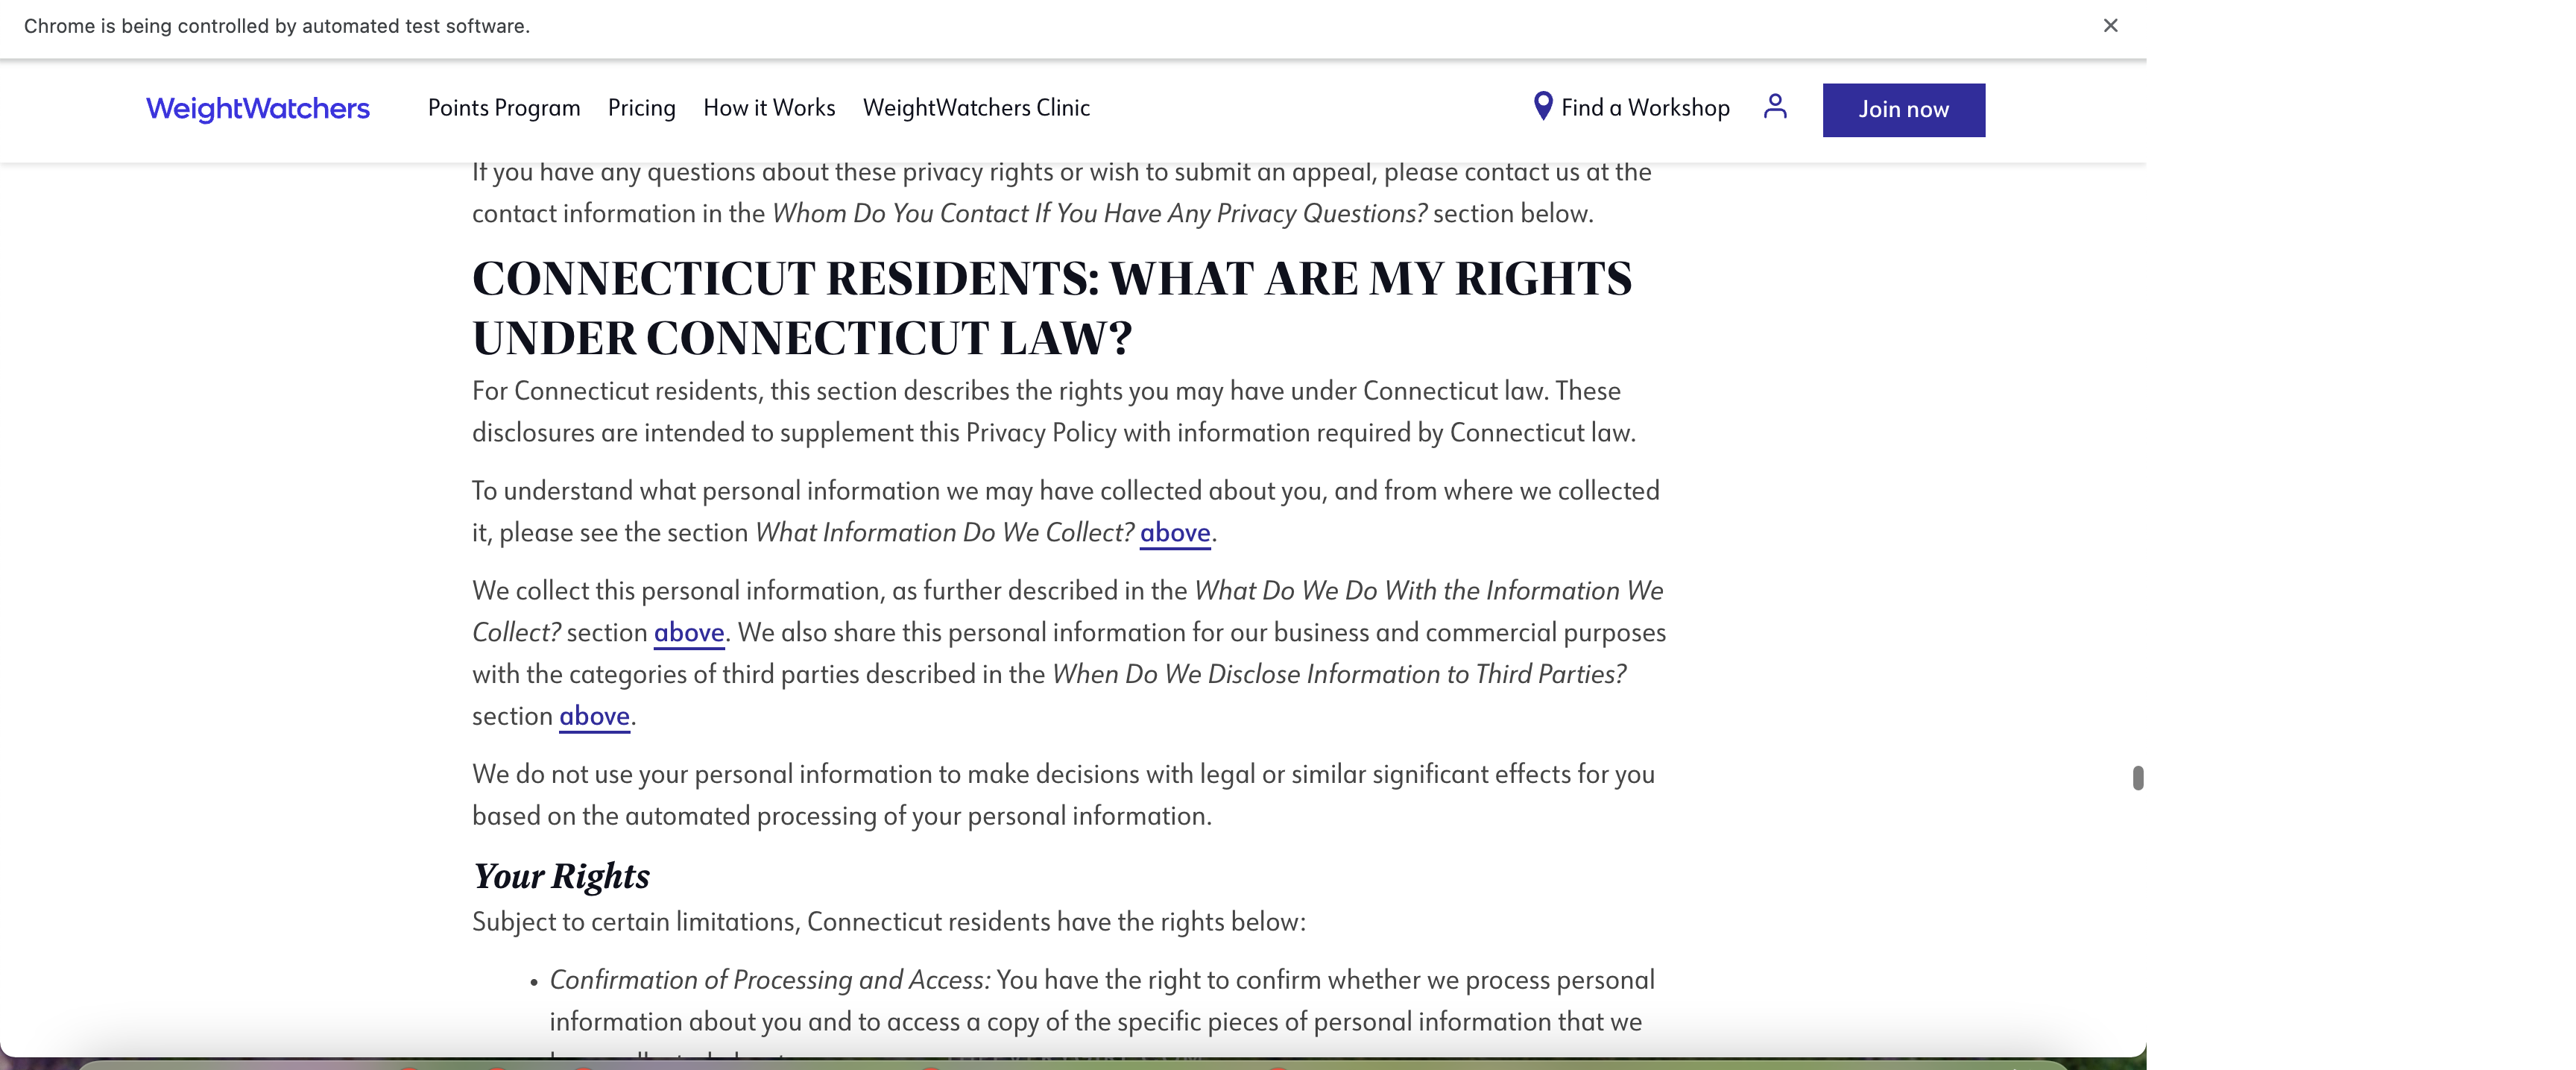 Chrome is being controlled by automated test software.
WeightWatchers Points Program Pricing How it Works WeightWatchers Clinic Find a Workshop Join now
If you have any questions about these privacy rights or wish to submit an appeal, please contact us at the
contact information in the Whom Do You Contact If You Have Any Privacy Questions? section below.
CONNECTICUT RESIDENTS: WHAT ARE MY RIGHTS
UNDER CONNECTICUT LAW?
For Connecticut residents, this section describes the rights you may have under Connecticut law. These
disclosures are intended to supplement this Privacy Policy with information required by Connecticut law.
To understand what personal information we may have collected about you, and from where we collected
it, please see the section What Information Do We Collect? above.
We collect this personal information, as further described in the What Do We Do With the Information We
Collect? section above. We also share this personal information for our business and commercial purposes
with the categories of third parties described in the When Do We Disclose Information to Third Parties?
section above.
We do not use your personal information to make decisions with legal or similar significant effects for you
based on the automated processing of your personal information.
Your Rights
Subject to certain limitations, Connecticut residents have the rights below:
• Confirmation of Processing and Access: You have the right to confirm whether we process personal
information about you and to access a copy of the specific pieces of personal information that we